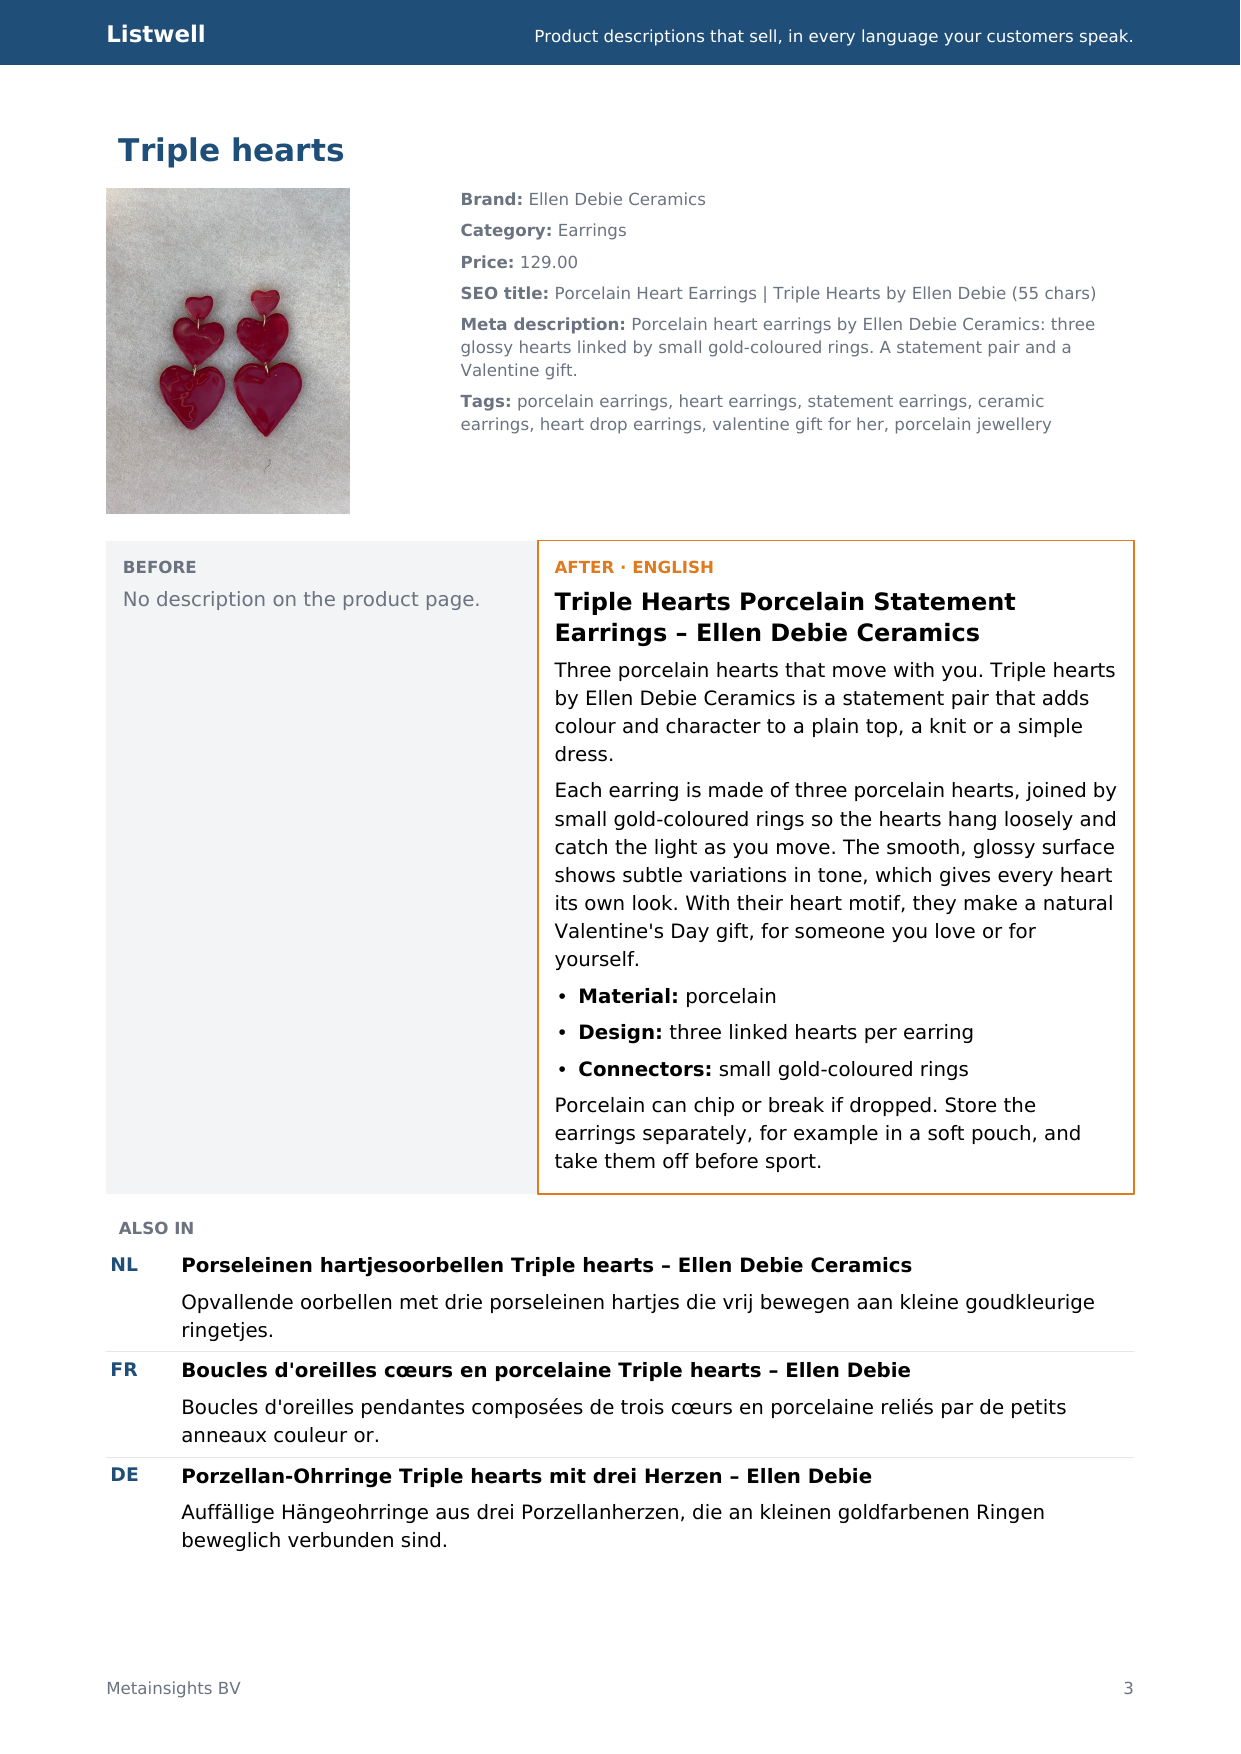 Listwell
Product descriptions that sell, in every language your customers speak.
Triple hearts
Brand: Ellen Debie Ceramics
Category: Earrings
Price: 129.00
SEO title: Porcelain Heart Earrings | Triple Hearts by Ellen Debie (55 chars)
Meta description: Porcelain heart earrings by Ellen Debie Ceramics: three
glossy hearts linked by small gold-coloured rings. A statement pair and a
Valentine gift.
Tags: porcelain earrings, heart earrings, statement earrings, ceramic
earrings, heart drop earrings, valentine gift for her, porcelain jewellery
BEFORE
No description on the product page.
AFTER · ENGLISH
Triple Hearts Porcelain Statement
Earrings – Ellen Debie Ceramics
Three porcelain hearts that move with you. Triple hearts
by Ellen Debie Ceramics is a statement pair that adds
colour and character to a plain top, a knit or a simple
dress.
Each earring is made of three porcelain hearts, joined by
small gold-coloured rings so the hearts hang loosely and
catch the light as you move. The smooth, glossy surface
shows subtle variations in tone, which gives every heart
its own look. With their heart motif, they make a natural
Valentine's Day gift, for someone you love or for
yourself.
• Material: porcelain
• Design: three linked hearts per earring
• Connectors: small gold-coloured rings
Porcelain can chip or break if dropped. Store the
earrings separately, for example in a soft pouch, and
take them off before sport.
ALSO IN
NL Porseleinen hartjesoorbellen Triple hearts – Ellen Debie Ceramics
Opvallende oorbellen met drie porseleinen hartjes die vrij bewegen aan kleine goudkleurige
ringetjes.
FR Boucles d'oreilles cœurs en porcelaine Triple hearts – Ellen Debie
Boucles d'oreilles pendantes composées de trois cœurs en porcelaine reliés par de petits
anneaux couleur or.
DE Porzellan-Ohrringe Triple hearts mit drei Herzen – Ellen Debie
Auffällige Hängeohrringe aus drei Porzellanherzen, die an kleinen goldfarbenen Ringen
beweglich verbunden sind.
Metainsights BV
3